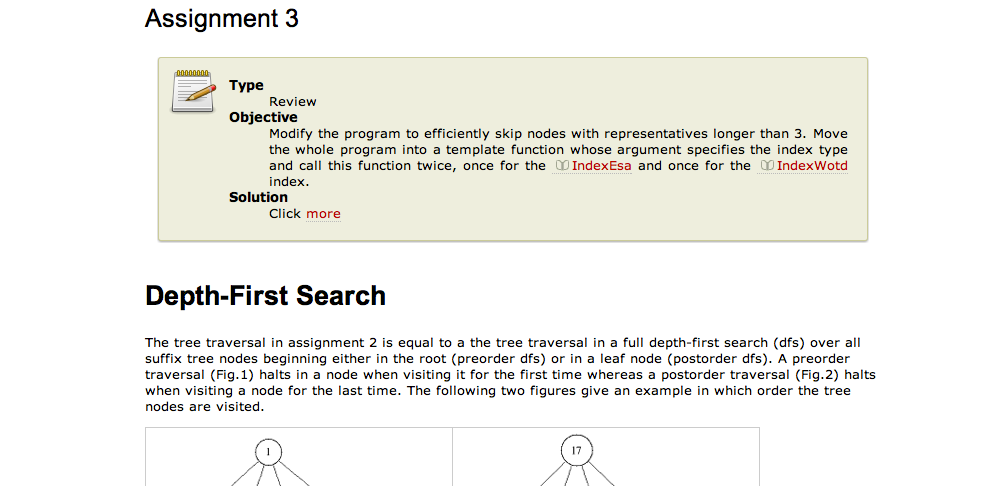 Assignment 3
Type
Review
Objective
Modify the program to efficiently skip nodes with representatives longer than 3. Move
the whole program into a template function whose argument specifies the index type
and call this function twice, once for the IndexEsa and once for the IndexWotd
index.
Solution
Click more
Depth-First Search
The tree traversal in assignment 2 is equal to a the tree traversal in a full depth-first search (dfs) over all
suffix tree nodes beginning either in the root (preorder dfs) or in a leaf node (postorder dfs). A preorder
traversal (Fig.1) halts in a node when visiting it for the first time whereas a postorder traversal (Fig.2) halts
when visiting a node for the last time. The following two figures give an example in which order the tree
nodes are visited.
1
17